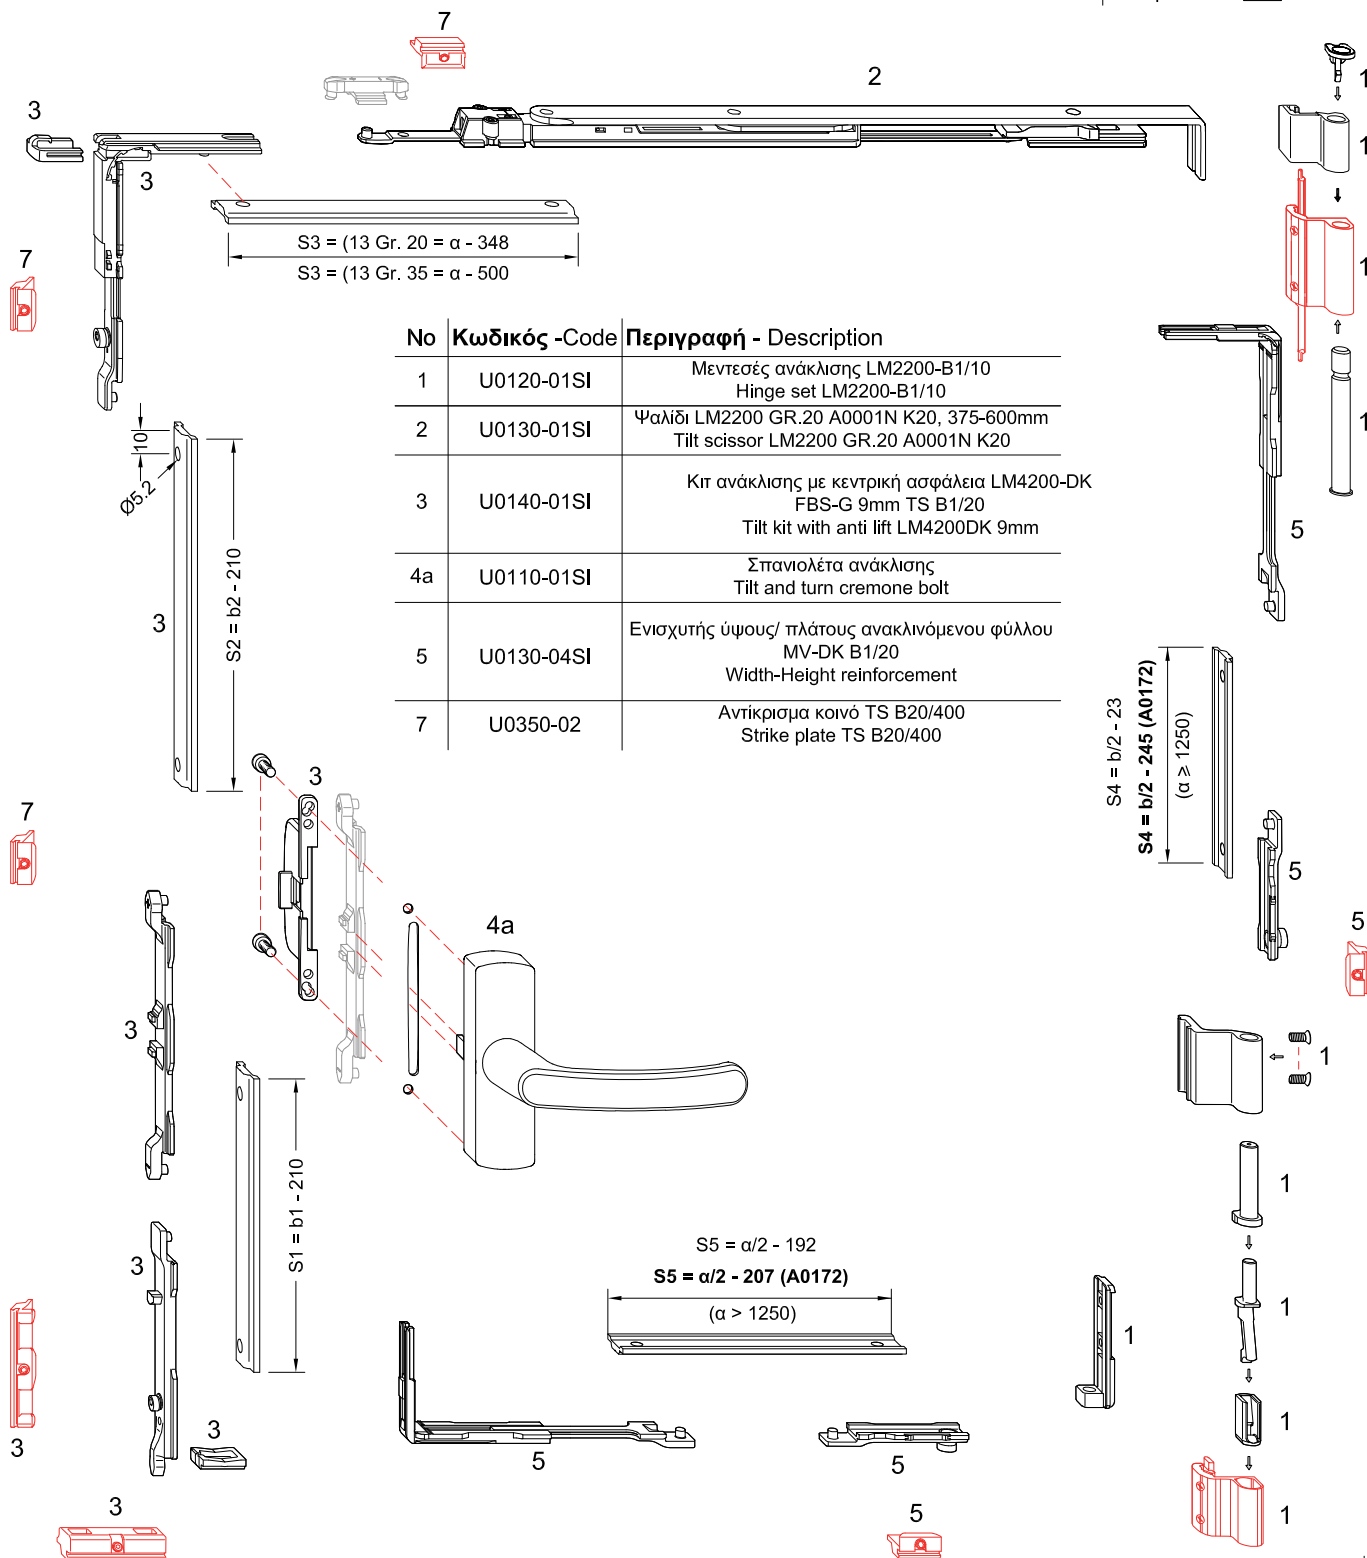 7
2
1
3
3
1
S3 = (13 Gr. 20 = α - 348
S3 = (13 Gr. 35 = α - 500
7
1
No Κωδικός -Code Περιγραφή - Description
1 U0120-01SI Μεντεσές ανάκλισης LM2200-B1/10
Hinge set LM2200-B1/10
2 U0130-01SI Ψαλίδι LM2200 GR.20 A0001N K20, 375-600mm
Tilt scissor LM2200 GR.20 A0001N K20
3 U0140-01SI Κιτ ανάκλισης με κεντρική ασφάλεια LM4200-DK
FBS-G 9mm TS B1/20
Tilt kit with anti lift LM4200DK 9mm
4a U0110-01SI Σπανιολέτα ανάκλισης
Tilt and turn cremone bolt
5 U0130-04SI Ενισχυτής ύψους/ πλάτους ανακλινόμενου φύλλου
MV-DK B1/20
Width-Height reinforcement
7 U0350-02 Αντίκρισμα κοινό TS B20/400
Strike plate TS B20/400
1
10
Ø5.2
5
3
S2 = b2 - 210
S4 = b/2 - 23
S4 = b/2 - 245 (A0172)
(α ⩾ 1250)
3
7
5
4a
5
3
1
S1 = b1 - 210
1
3
S5 = α/2 - 192
S5 = α/2 - 207 (A0172)
(α > 1250)
1
1
3
3
5
5
1
3
5
1